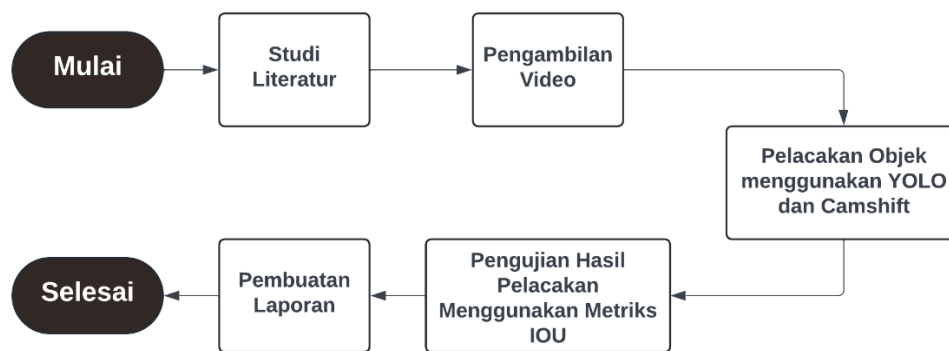 Mulai
Studi
Literatur
Pengambilan
Video
Pelacakan Objek
menggunakan YOLO
dan Camshift
Pengujian Hasil
Pelacakan
Menggunakan Metriks
IOU
Pembuatan
Laporan
Selesai